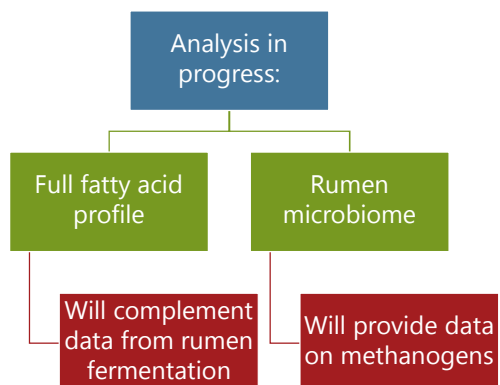 Analysis in
progress:
Full fatty acid
profile
Rumen
microbiome
Will complement
data from rumen
fermentation
Will provide data
on methanogens